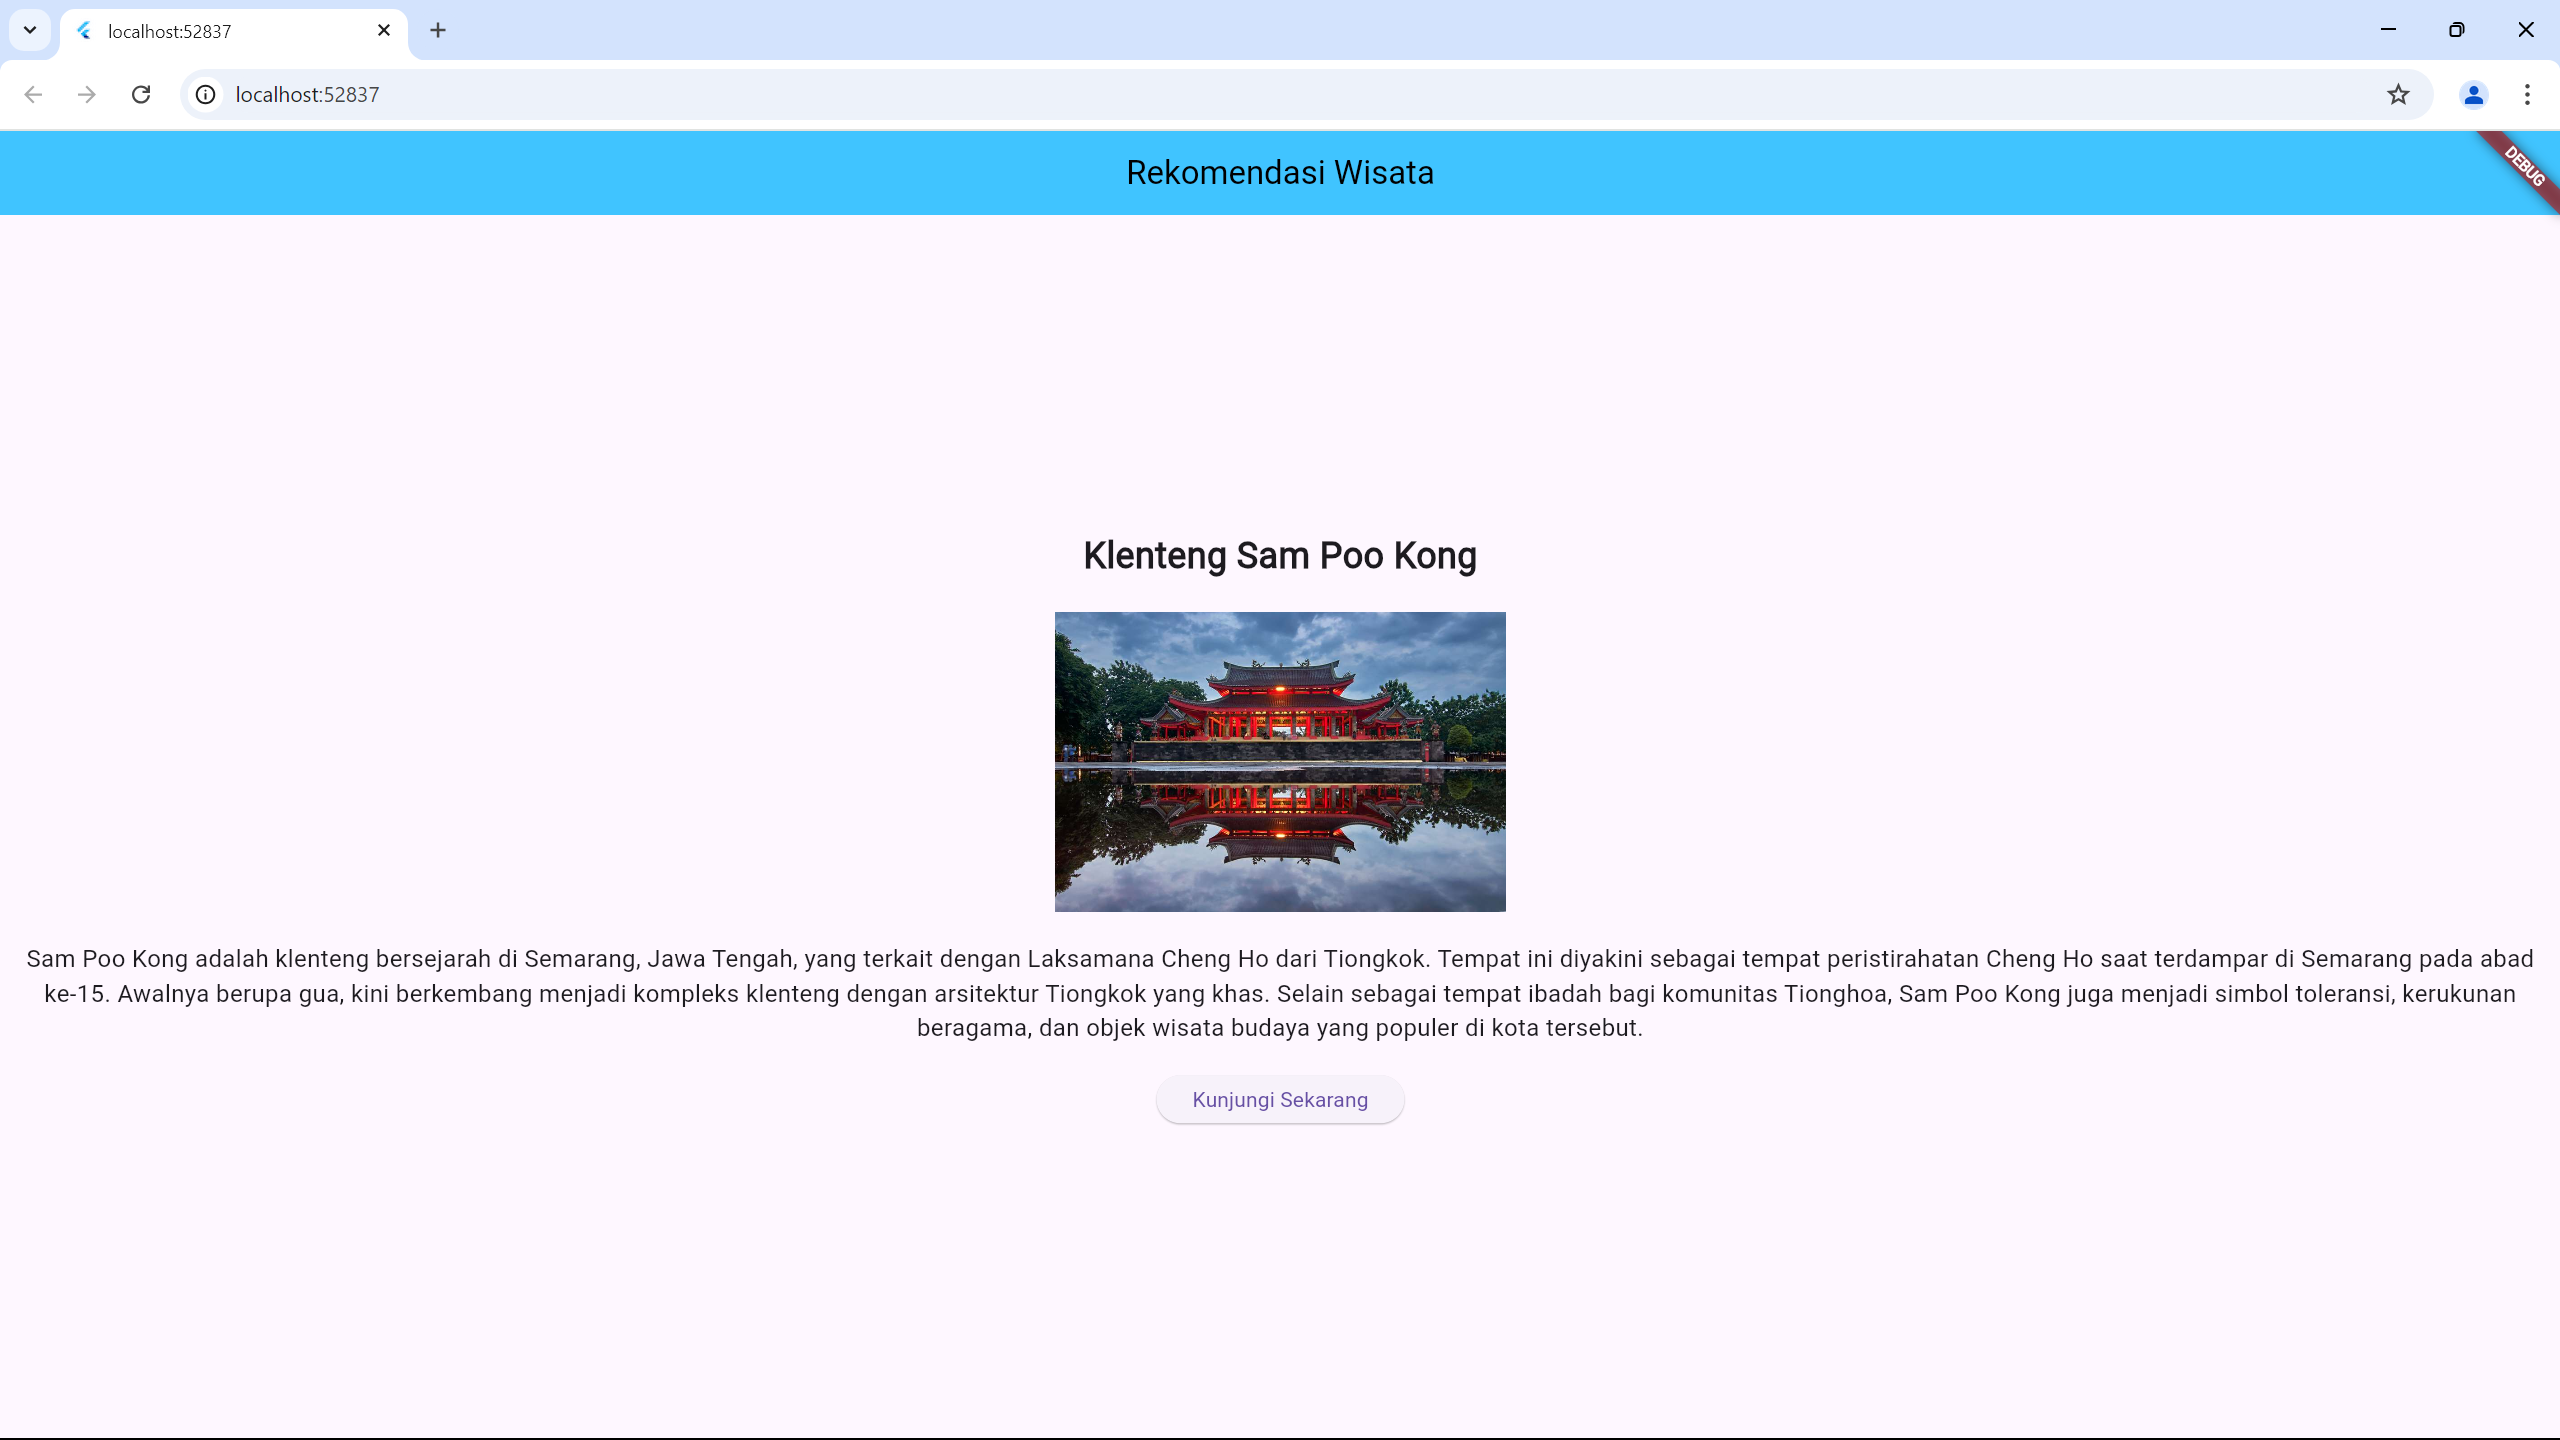 localhost:52837
localhost:52837
Rekomendasi Wisata
DEBUG
Klenteng Sam Poo Kong
Sam Poo Kong adalah klenteng bersejarah di Semarang, Jawa Tengah, yang terkait dengan Laksamana Cheng Ho dari Tiongkok. Tempat ini diyakini sebagai tempat peristirahatan Cheng Ho saat terdampar di Semarang pada abad
ke-15. Awalnya berupa gua, kini berkembang menjadi kompleks klenteng dengan arsitektur Tiongkok yang khas. Selain sebagai tempat ibadah bagi komunitas Tionghoa, Sam Poo Kong juga menjadi simbol toleransi, kerukunan
beragama, dan objek wisata budaya yang populer di kota tersebut.
Kunjungi Sekarang